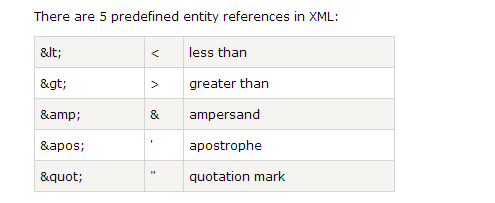 There are 5 predefined entity references in XML:
&lt; < less than
&gt; > greater than
&amp; & ampersand
&apos; ' apostrophe
&quot; " quotation mark